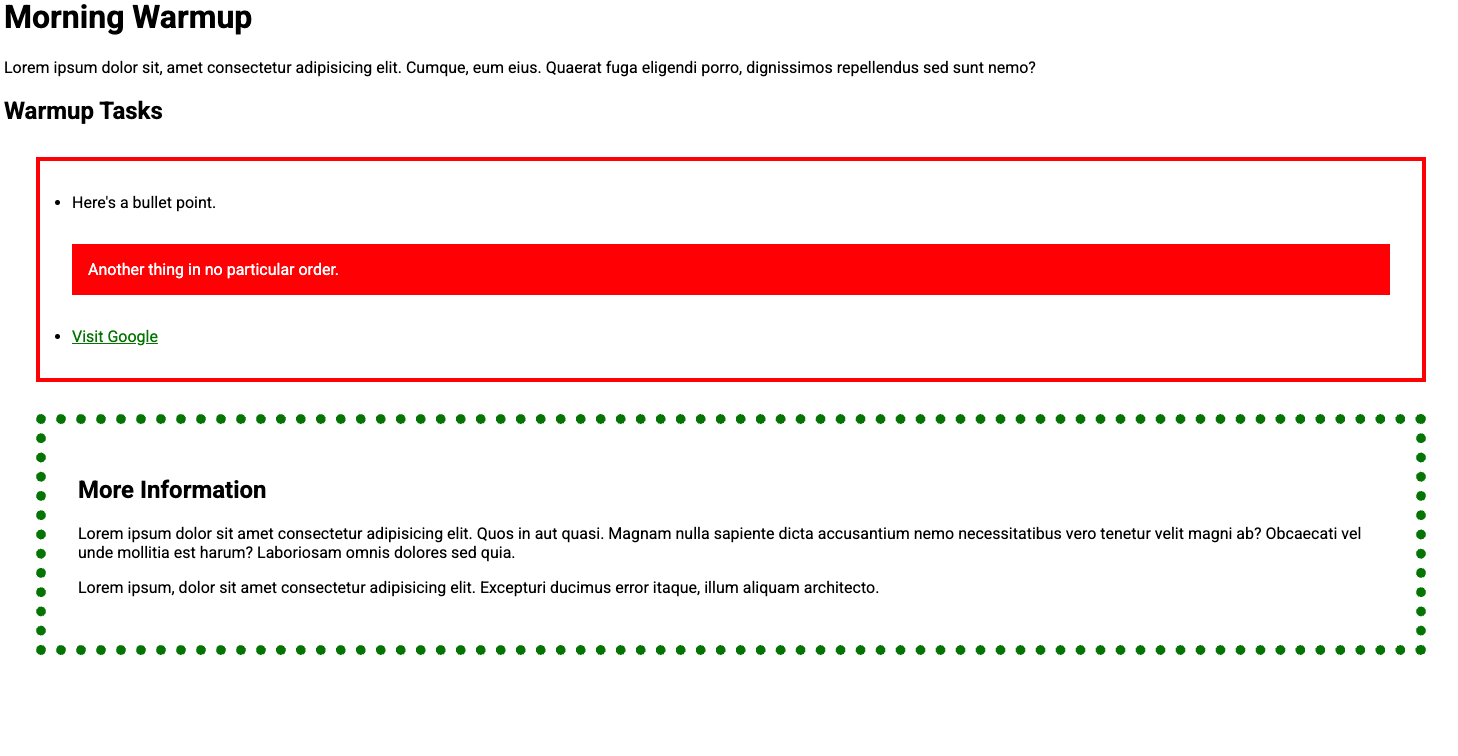 Morning Warmup
Lorem ipsum dolor sit, amet consectetur adipisicing elit. Cumque, eum eius. Quaerat fuga eligendi porro, dignissimos repellendus sed sunt nemo?
Warmup Tasks
Here's a bullet point.
Another thing in no particular order.
Visit Google
More Information
Lorem ipsum dolor sit amet consectetur adipisicing elit. Quos in aut quasi. Magnam nulla sapiente dicta accusantium nemo necessitatibus vero tenetur velit magni ab? Obcaecati vel
unde mollitia est harum? Laboriosam omnis dolores sed quia.
Lorem ipsum, dolor sit amet consectetur adipisicing elit. Excepturi ducimus error itaque, illum aliquam architecto.